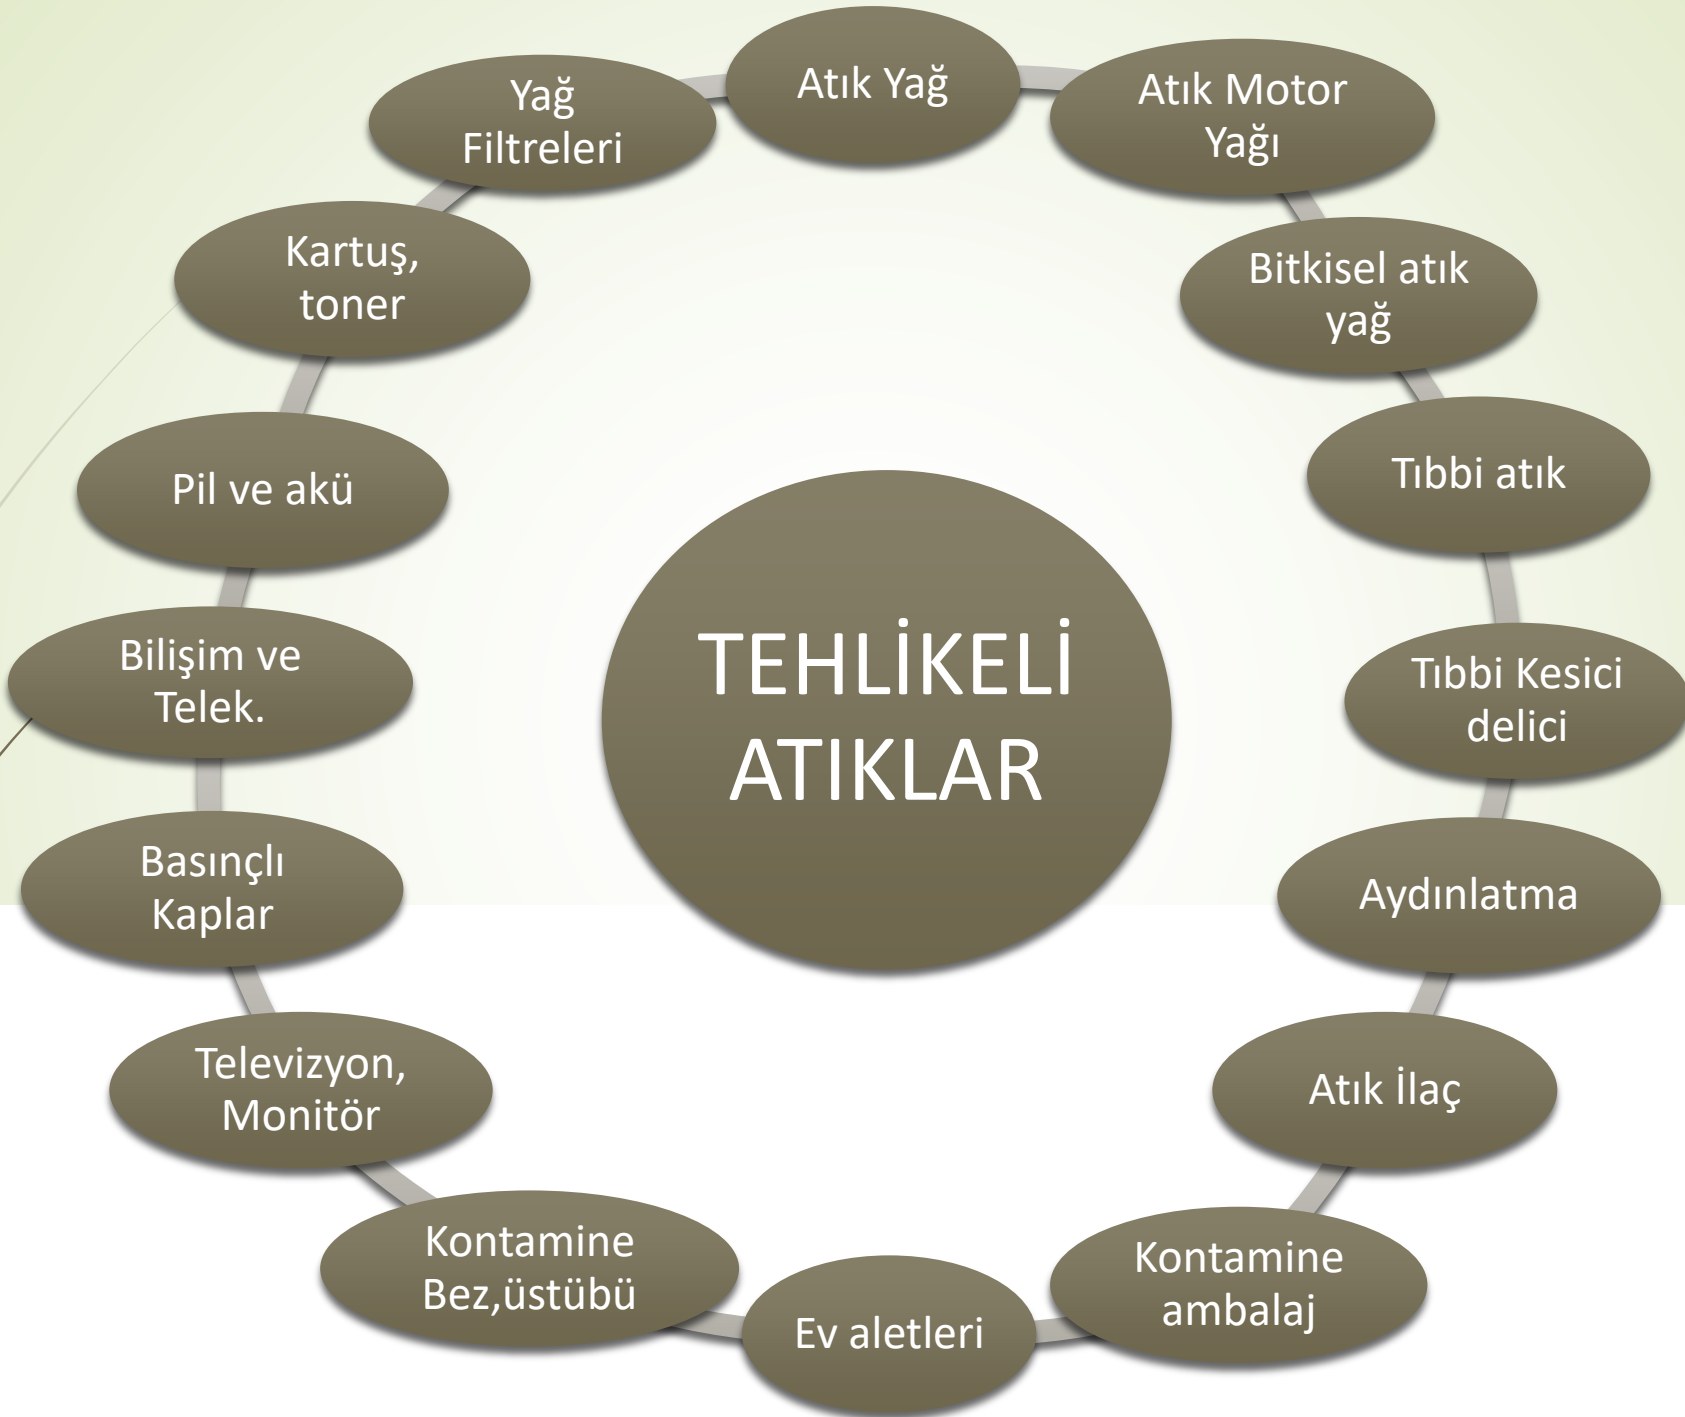 Atık Yağ
Atık Motor
Yağı
Bitkisel atık
yağ
Tıbbi atık
Tıbbi Kesici
delici
Aydınlatma
Atık İlaç
Kontamine
ambalaj
Ev aletleri
Kontamine
Bez,üstübü
Televizyon,
Monitör
Basınçlı
Kaplar
Bilişim ve
Telek.
Pil ve akü
Kartuş,
toner
Yağ
Filtreleri
TEHLİKELİ
ATIKLAR